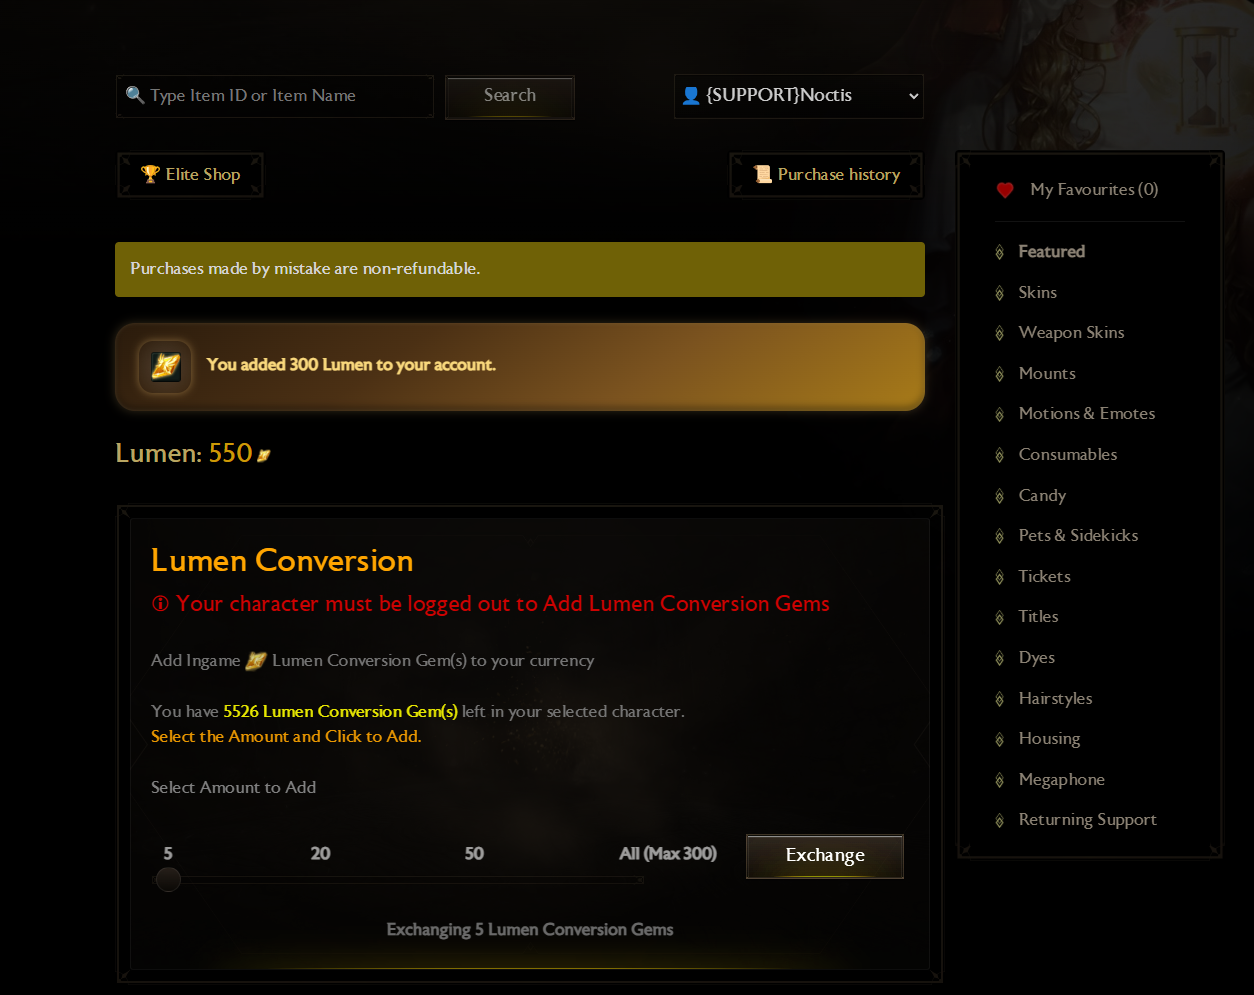 Type Item ID or Item Name
Search
{SUPPORT}Noctis
Elite Shop
Purchase history
Purchases made by mistake are non-refundable.
You added 300 Lumen to your account.
Lumen: 550
Lumen Conversion
Your character must be logged out to Add Lumen Conversion Gems
Add Ingame Lumen Conversion Gem(s) to your currency
You have 5526 Lumen Conversion Gem(s) left in your selected character.
Select the Amount and Click to Add.
Select Amount to Add
5 20 50 All (Max 300)
Exchange
Exchanging 5 Lumen Conversion Gems
My Favourites (0)
Featured
Skins
Weapon Skins
Mounts
Motions & Emotes
Consumables
Candy
Pets & Sidekicks
Tickets
Titles
Dyes
Hairstyles
Housing
Megaphone
Returning Support